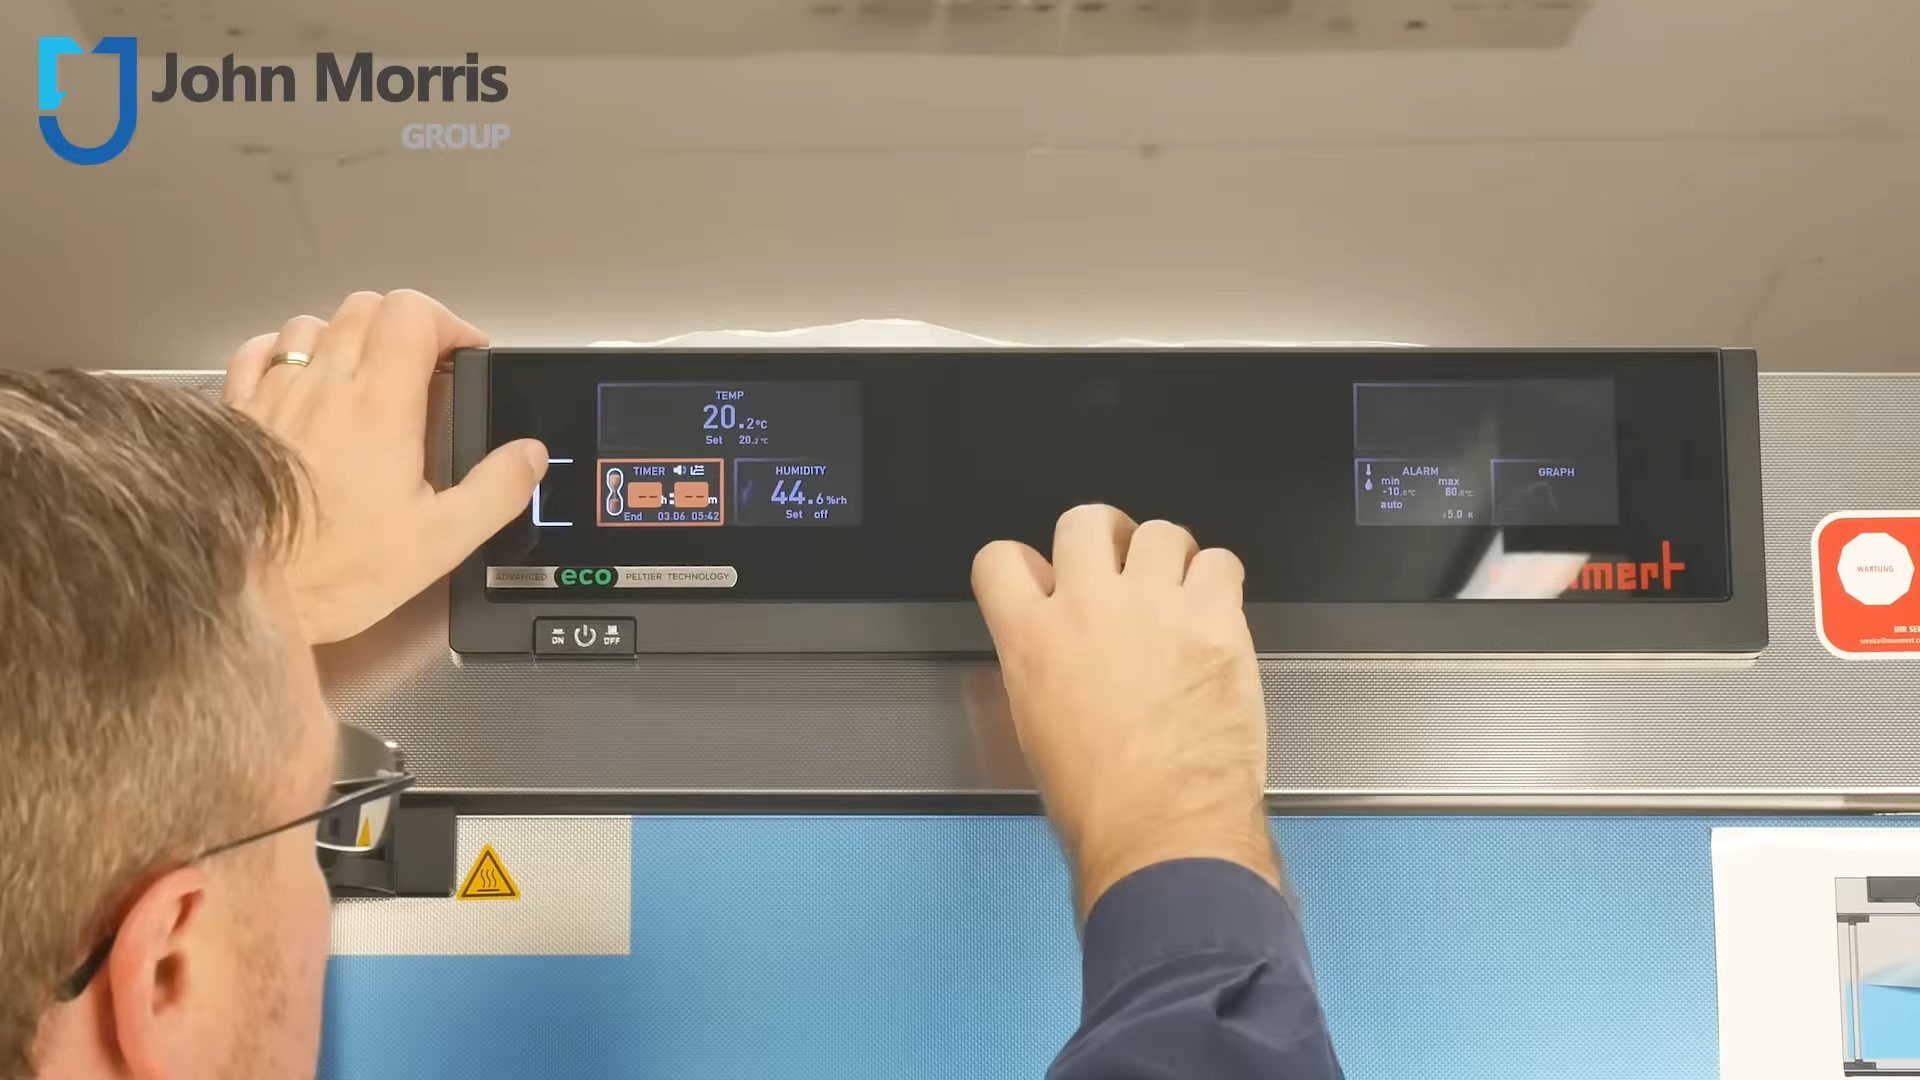 John Morris
GROUP
TEMP
20.2°C
Set 20.2°C
TIMER
--h:--m
End 03.06 05:42
HUMIDITY
44.6%rh
Set off
ALARM
min max
-10.0°C 80.0°C
auto
±5.0 K
GRAPH
ADVANCED eco PELTIER TECHNOLOGY
ON OFF
WARTUNG